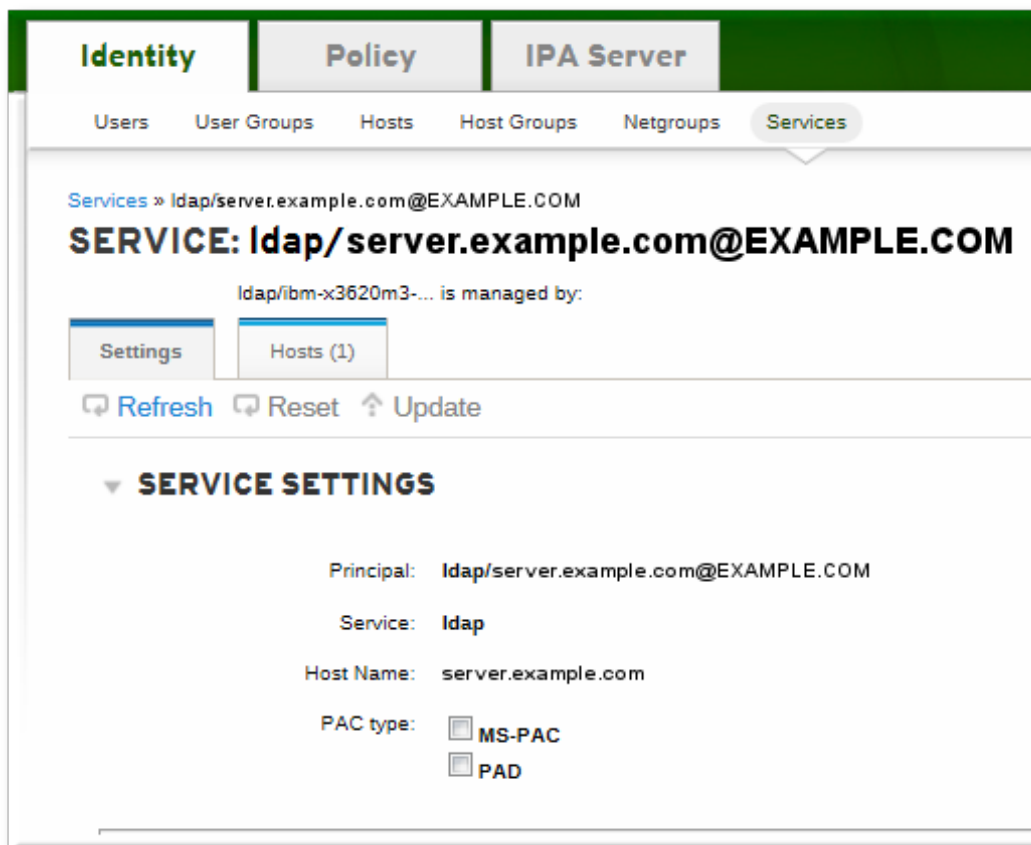 Identity Policy IPA Server
Users User Groups Hosts Host Groups Netgroups Services
Services » ldap/server.example.com@EXAMPLE.COM
SERVICE: ldap/server.example.com@EXAMPLE.COM
ldap/ibm-x3620m3-... is managed by:
Settings Hosts (1)
Refresh Reset Update
SERVICE SETTINGS
Principal: ldap/server.example.com@EXAMPLE.COM
Service: ldap
Host Name: server.example.com
PAC type: MS-PAC
PAD